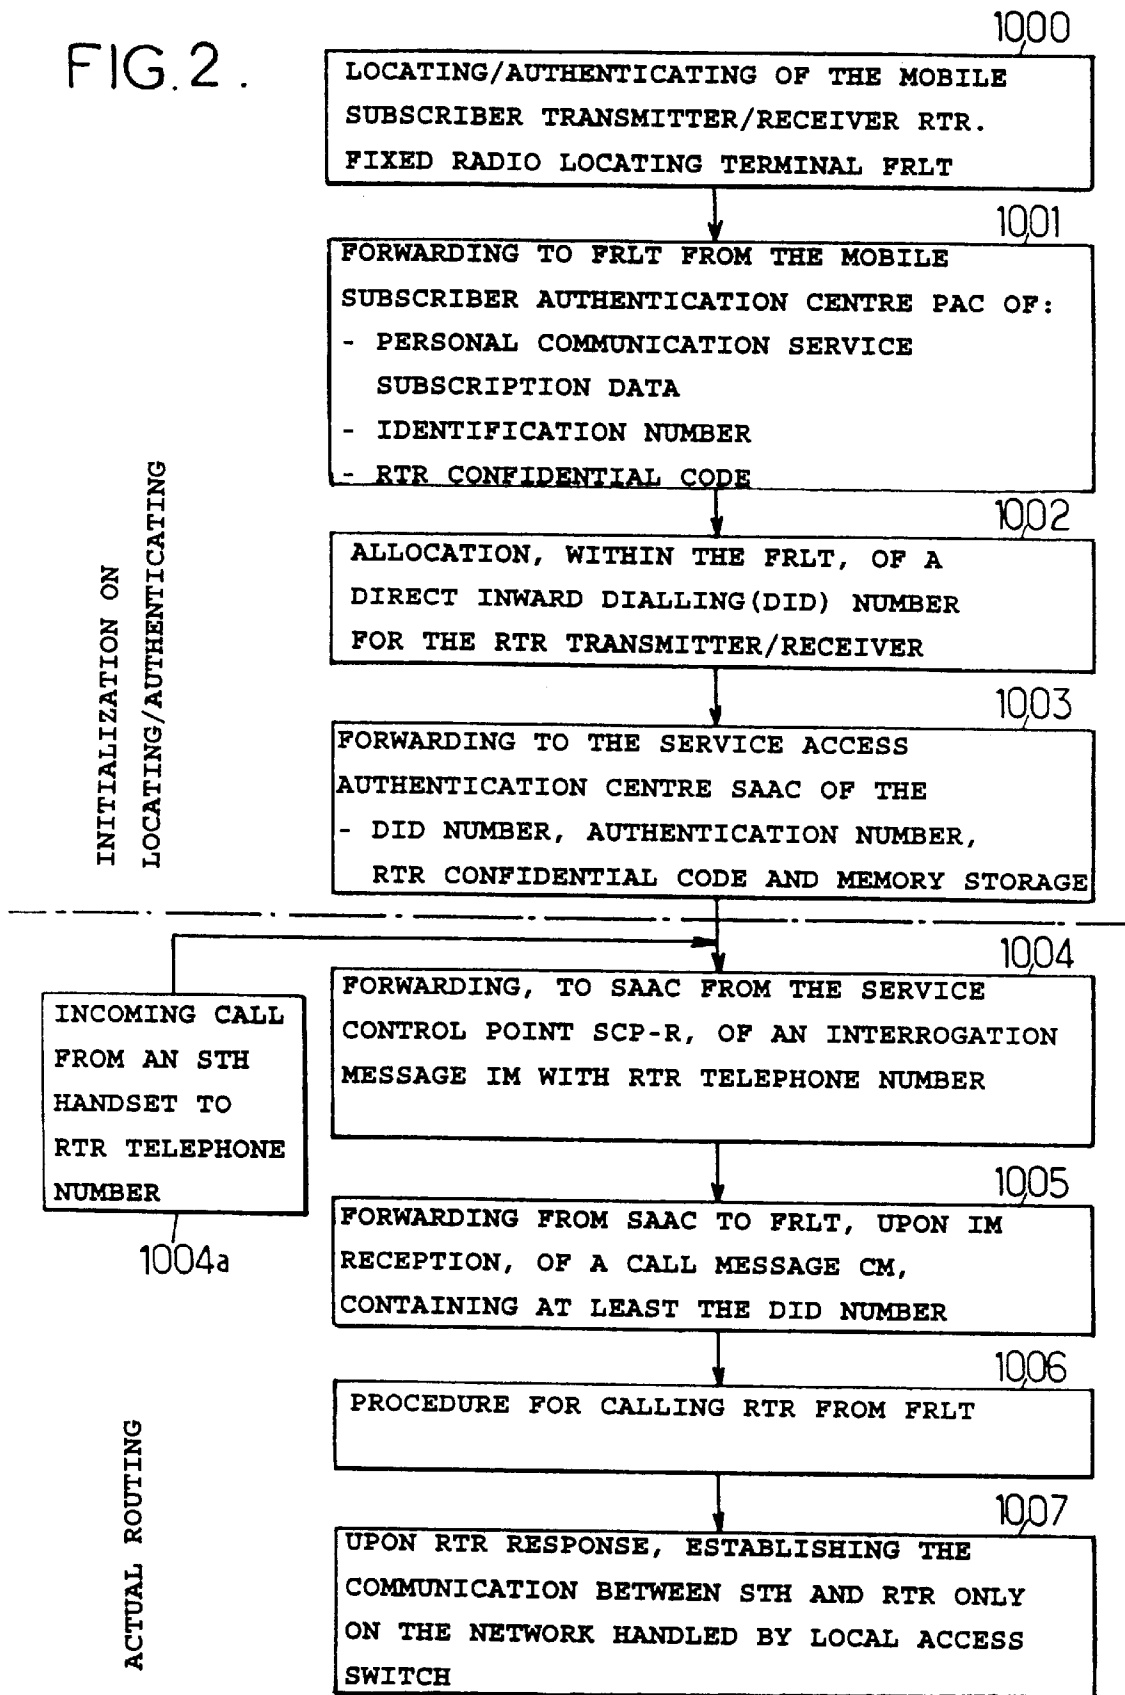 FIG.2.
1000
LOCATING/AUTHENTICATING OF THE MOBILE
SUBSCRIBER TRANSMITTER/RECEIVER RTR.
FIXED RADIO LOCATING TERMINAL FRLT
1001
FORWARDING TO FRLT FROM THE MOBILE
SUBSCRIBER AUTHENTICATION CENTRE PAC OF:
- PERSONAL COMMUNICATION SERVICE
SUBSCRIPTION DATA
- IDENTIFICATION NUMBER
- RTR CONFIDENTIAL CODE
1002
ALLOCATION, WITHIN THE FRLT, OF A
DIRECT INWARD DIALLING(DID) NUMBER
FOR THE RTR TRANSMITTER/RECEIVER
1003
FORWARDING TO THE SERVICE ACCESS
AUTHENTICATION CENTRE SAAC OF THE
- DID NUMBER, AUTHENTICATION NUMBER,
RTR CONFIDENTIAL CODE AND MEMORY STORAGE
INITIALIZATION ON
LOCATING/AUTHENTICATING
1004
FORWARDING, TO SAAC FROM THE SERVICE
CONTROL POINT SCP-R, OF AN INTERROGATION
MESSAGE IM WITH RTR TELEPHONE NUMBER
INCOMING CALL
FROM AN STH
HANDSET TO
RTR TELEPHONE
NUMBER
1004a
1005
FORWARDING FROM SAAC TO FRLT, UPON IM
RECEPTION, OF A CALL MESSAGE CM,
CONTAINING AT LEAST THE DID NUMBER
1006
PROCEDURE FOR CALLING RTR FROM FRLT
1007
UPON RTR RESPONSE, ESTABLISHING THE
COMMUNICATION BETWEEN STH AND RTR ONLY
ON THE NETWORK HANDLED BY LOCAL ACCESS
SWITCH
ACTUAL ROUTING